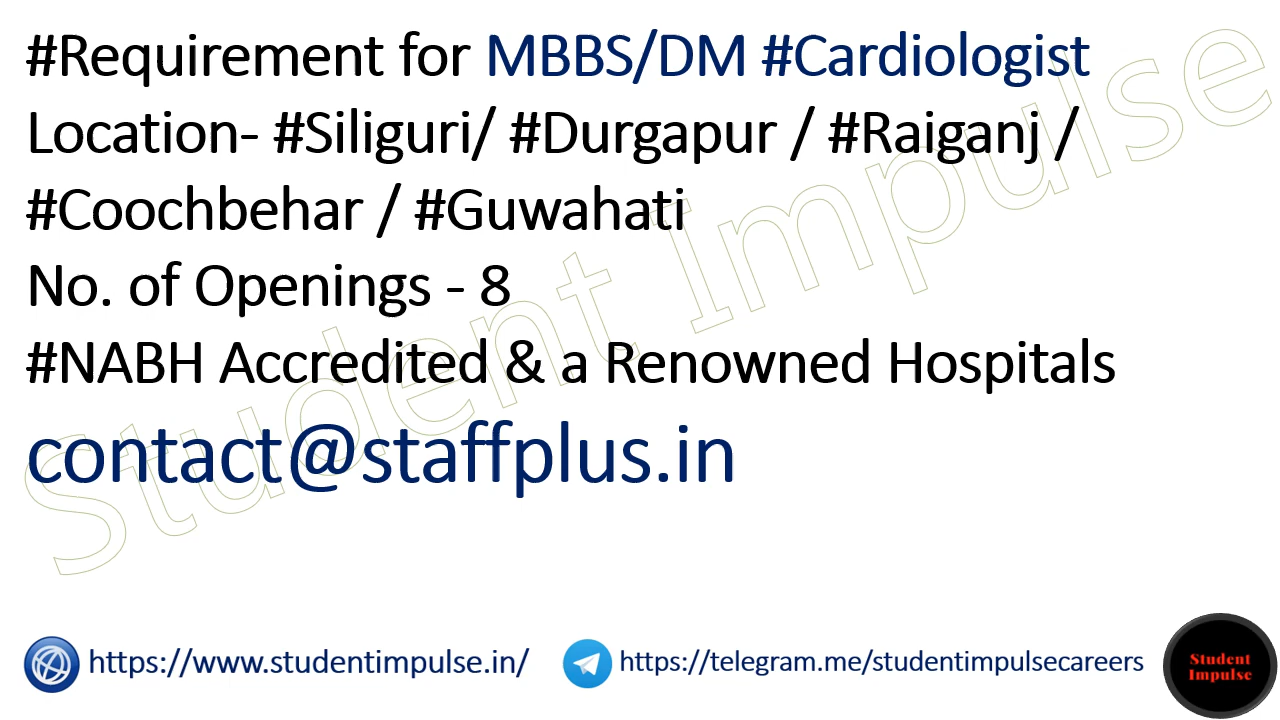 #Requirement for MBBS/DM #Cardiologist
Location- #Siliguri/ #Durgapur / #Raiganj /
#Coochbehar / #Guwahati
No. of Openings - 8
#NABH Accredited & a Renowned Hospitals
contact@staffplus.in
Student Impulse
https://www.studentimpulse.in/
https://telegram.me/studentimpulsecareers
Student
Impulse